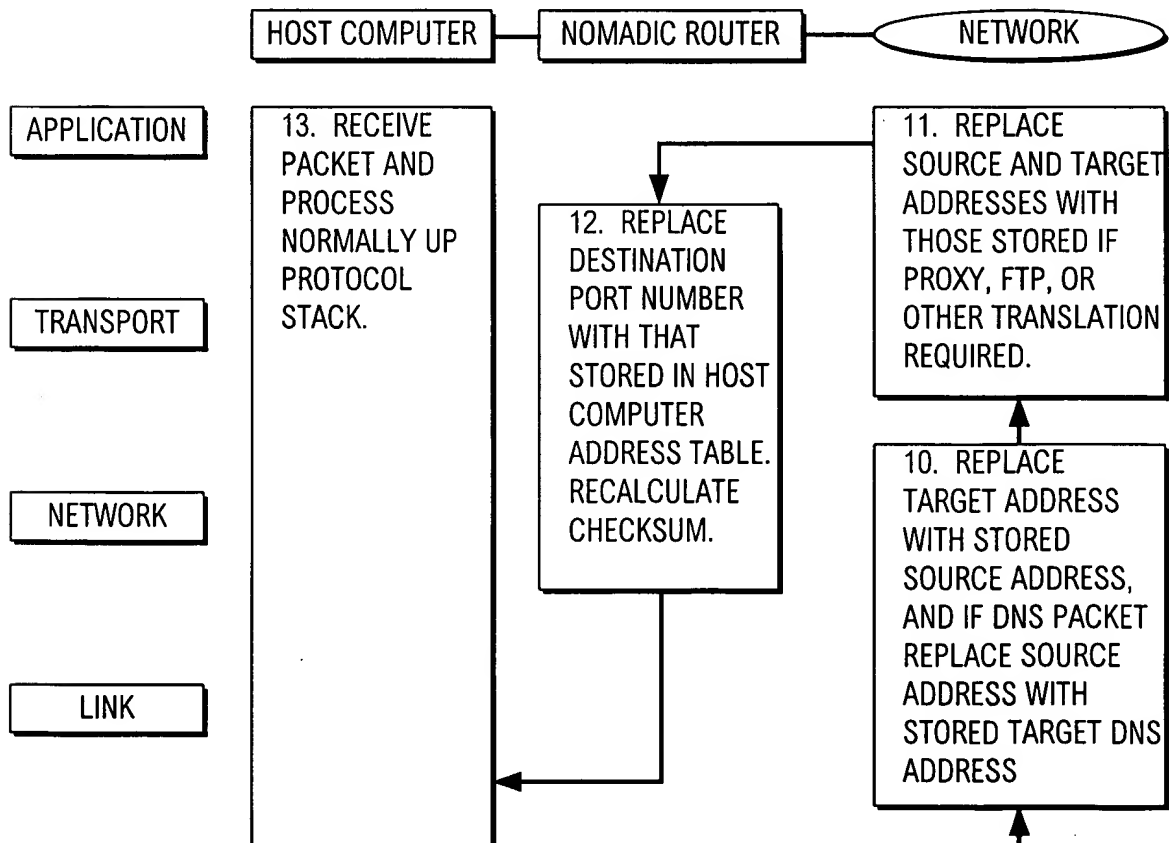 HOST COMPUTER
NOMADIC ROUTER
NETWORK
APPLICATION
TRANSPORT
NETWORK
LINK
13. RECEIVE
PACKET AND
PROCESS
NORMALLY UP
PROTOCOL
STACK.
12. REPLACE
DESTINATION
PORT NUMBER
WITH THAT
STORED IN HOST
COMPUTER
ADDRESS TABLE.
RECALCULATE
CHECKSUM.
11. REPLACE
SOURCE AND TARGET
ADDRESSES WITH
THOSE STORED IF
PROXY, FTP, OR
OTHER TRANSLATION
REQUIRED.
10. REPLACE
TARGET ADDRESS
WITH STORED
SOURCE ADDRESS,
AND IF DNS PACKET
REPLACE SOURCE
ADDRESS WITH
STORED TARGET DNS
ADDRESS